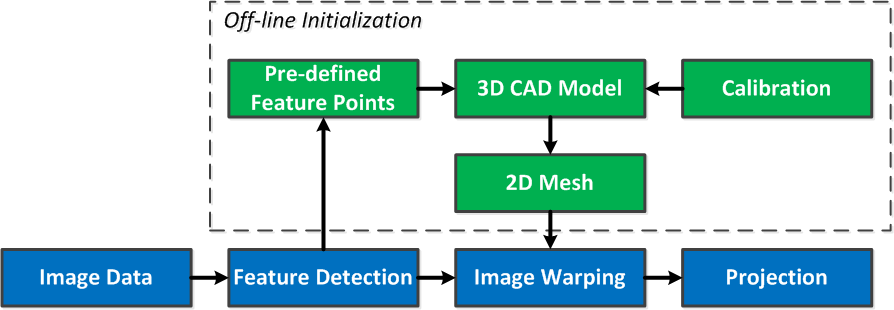 Off-line Initialization
Pre-defined
Feature Points
3D CAD Model
Calibration
2D Mesh
Image Data
Feature Detection
Image Warping
Projection